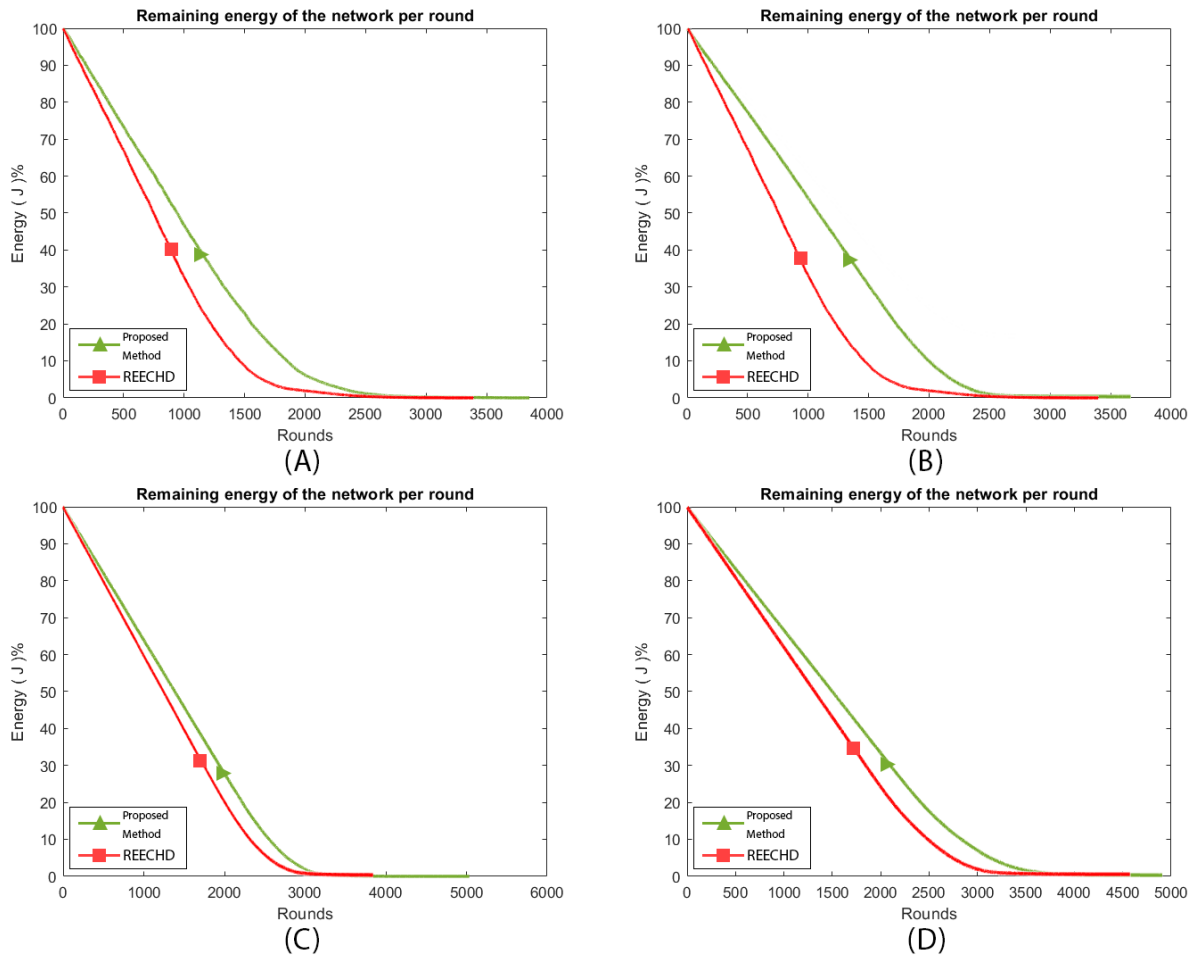 Remaining energy of the network per round
Energy ( J )%
100
90
80
70
60
50
40
30
20
10
0
Proposed
Method
REECHD
0 500 1000 1500 2000 2500 3000 3500 4000
Rounds
(A)
Remaining energy of the network per round
Energy ( J )%
100
90
80
70
60
50
40
30
20
10
0
Proposed
Method
REECHD
0 500 1000 1500 2000 2500 3000 3500 4000
Rounds
(B)
Remaining energy of the network per round
Energy ( J )%
100
90
80
70
60
50
40
30
20
10
0
Proposed
Method
REECHD
0 1000 2000 3000 4000 5000 6000
Rounds
(C)
Remaining energy of the network per round
Energy ( J )%
100
90
80
70
60
50
40
30
20
10
0
Proposed
Method
REECHD
0 500 1000 1500 2000 2500 3000 3500 4000 4500 5000
Rounds
(D)